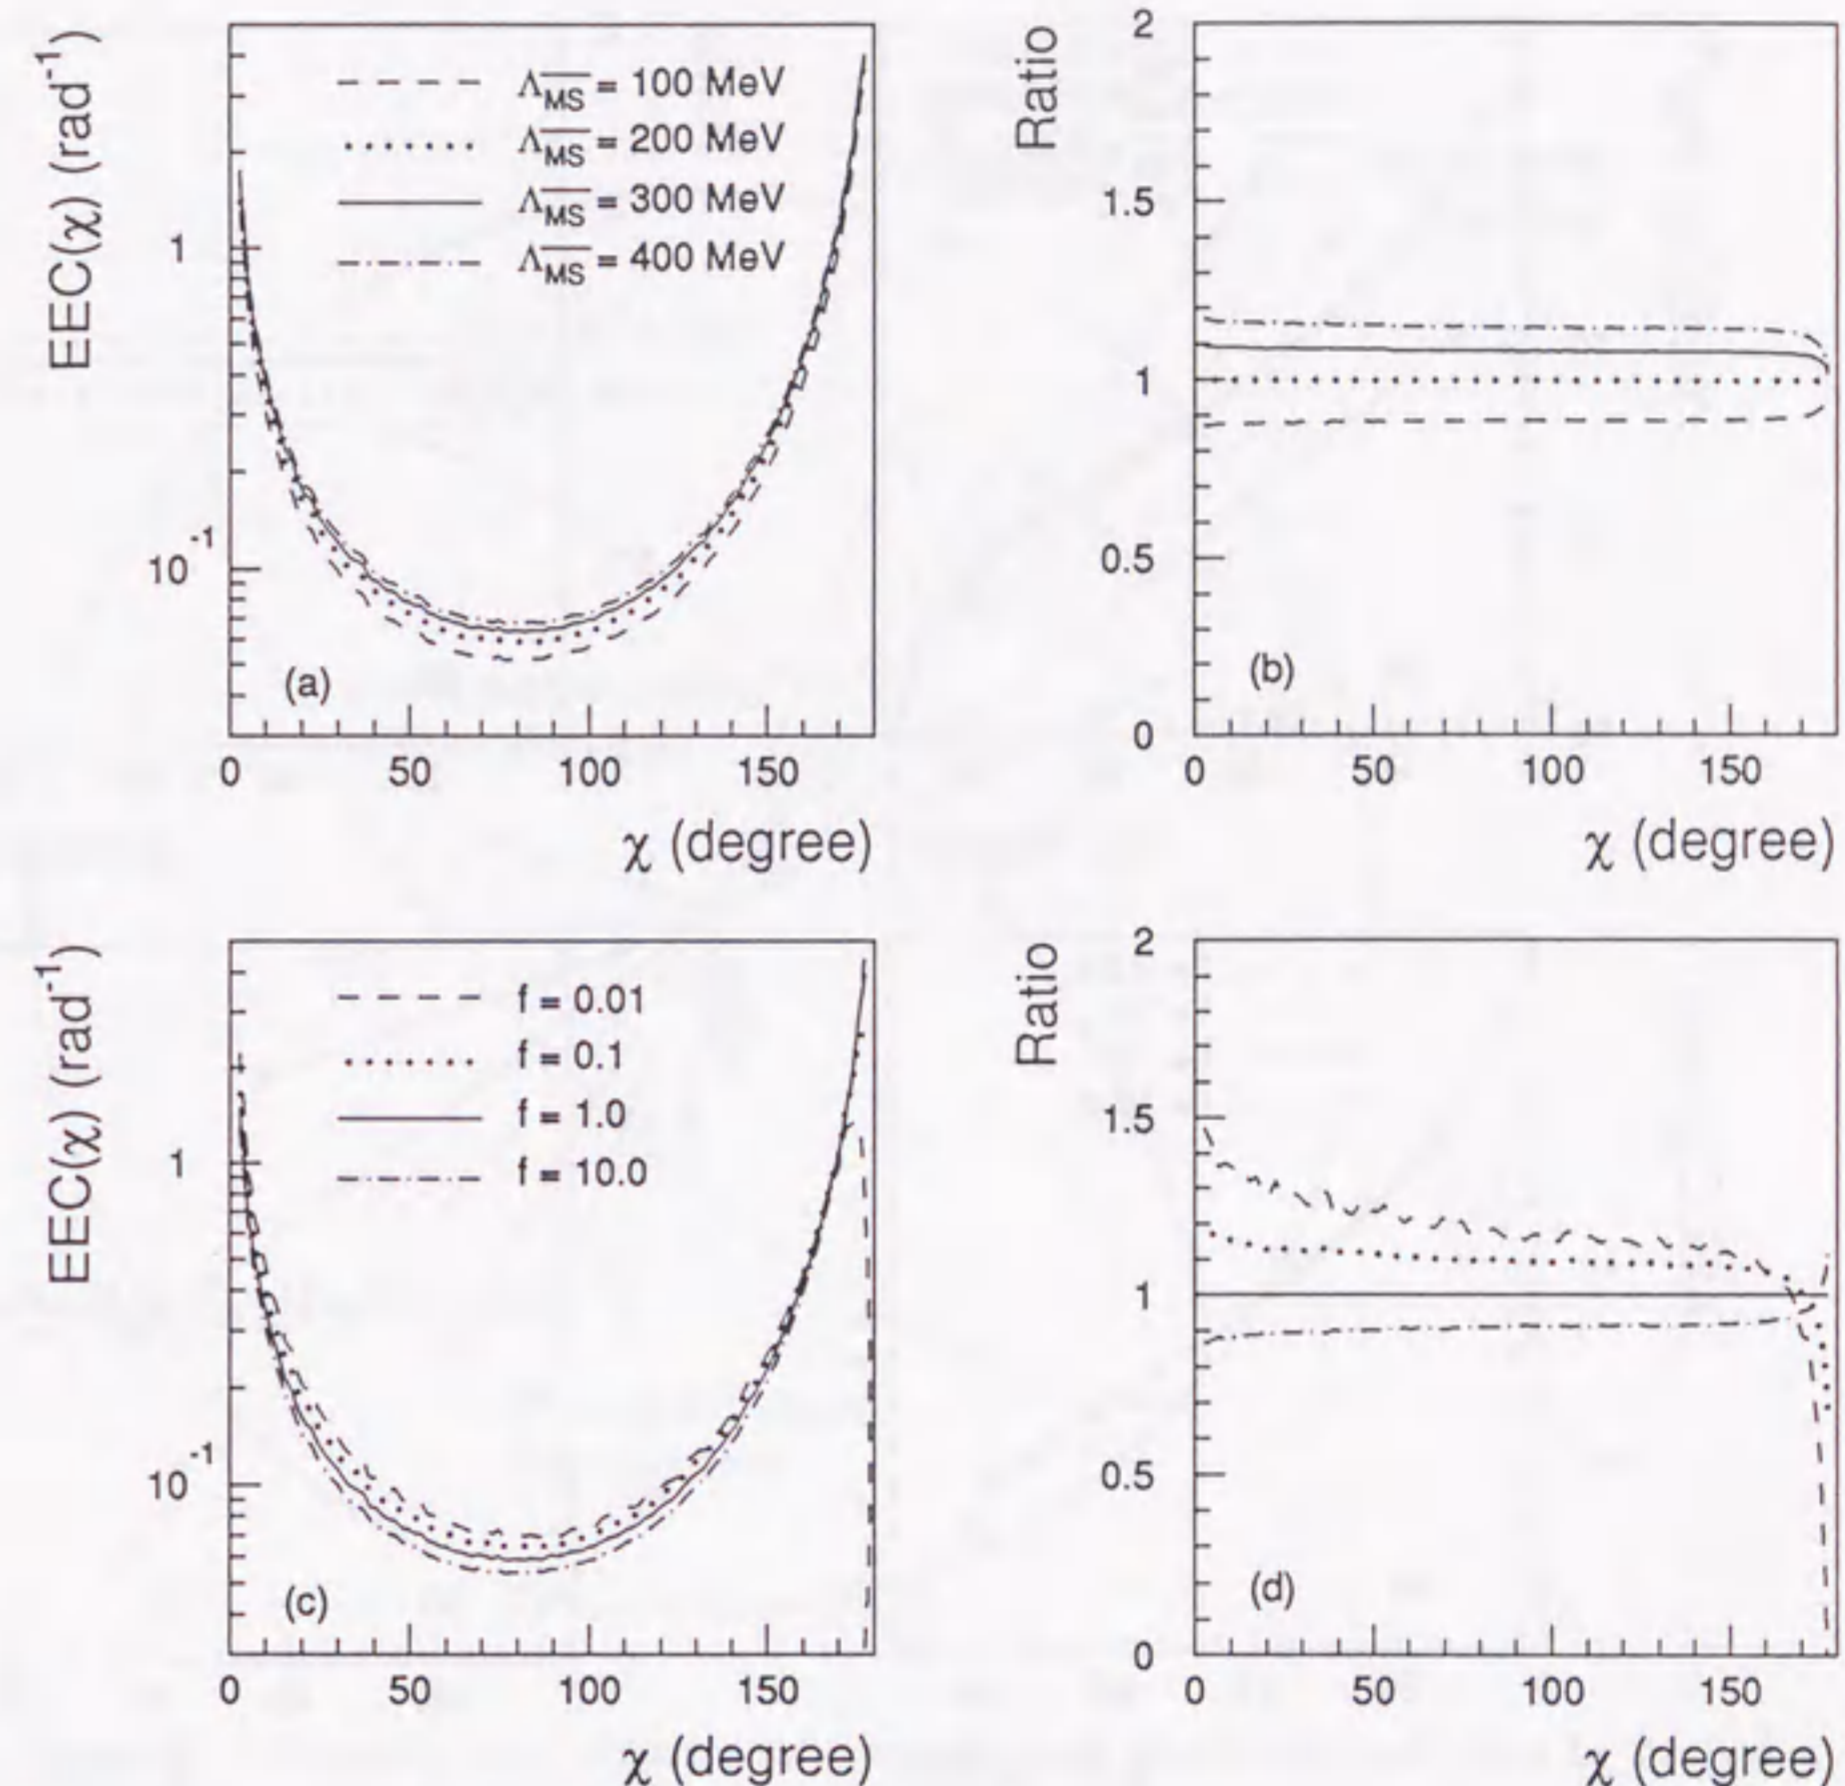 EEC(χ) (rad⁻¹)
Λ_MS̅ = 100 MeV
Λ_MS̅ = 200 MeV
Λ_MS̅ = 300 MeV
Λ_MS̅ = 400 MeV
1
10⁻¹
(a)
0 50 100 150
χ (degree)
Ratio
2
1.5
1
0.5
0
(b)
0 50 100 150
χ (degree)
EEC(χ) (rad⁻¹)
f = 0.01
f = 0.1
f = 1.0
f = 10.0
1
10⁻¹
(c)
0 50 100 150
χ (degree)
Ratio
2
1.5
1
0.5
0
(d)
0 50 100 150
χ (degree)